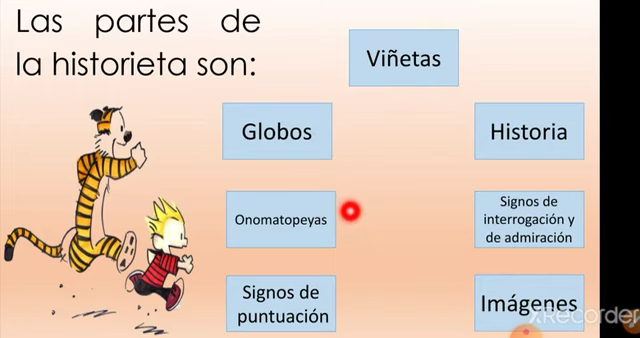 Las partes de
la historieta son:
Viñetas
Globos
Historia
Onomatopeyas
Signos de
interrogación y
de admiración
Signos de
puntuación
Imágenes
XRecorder